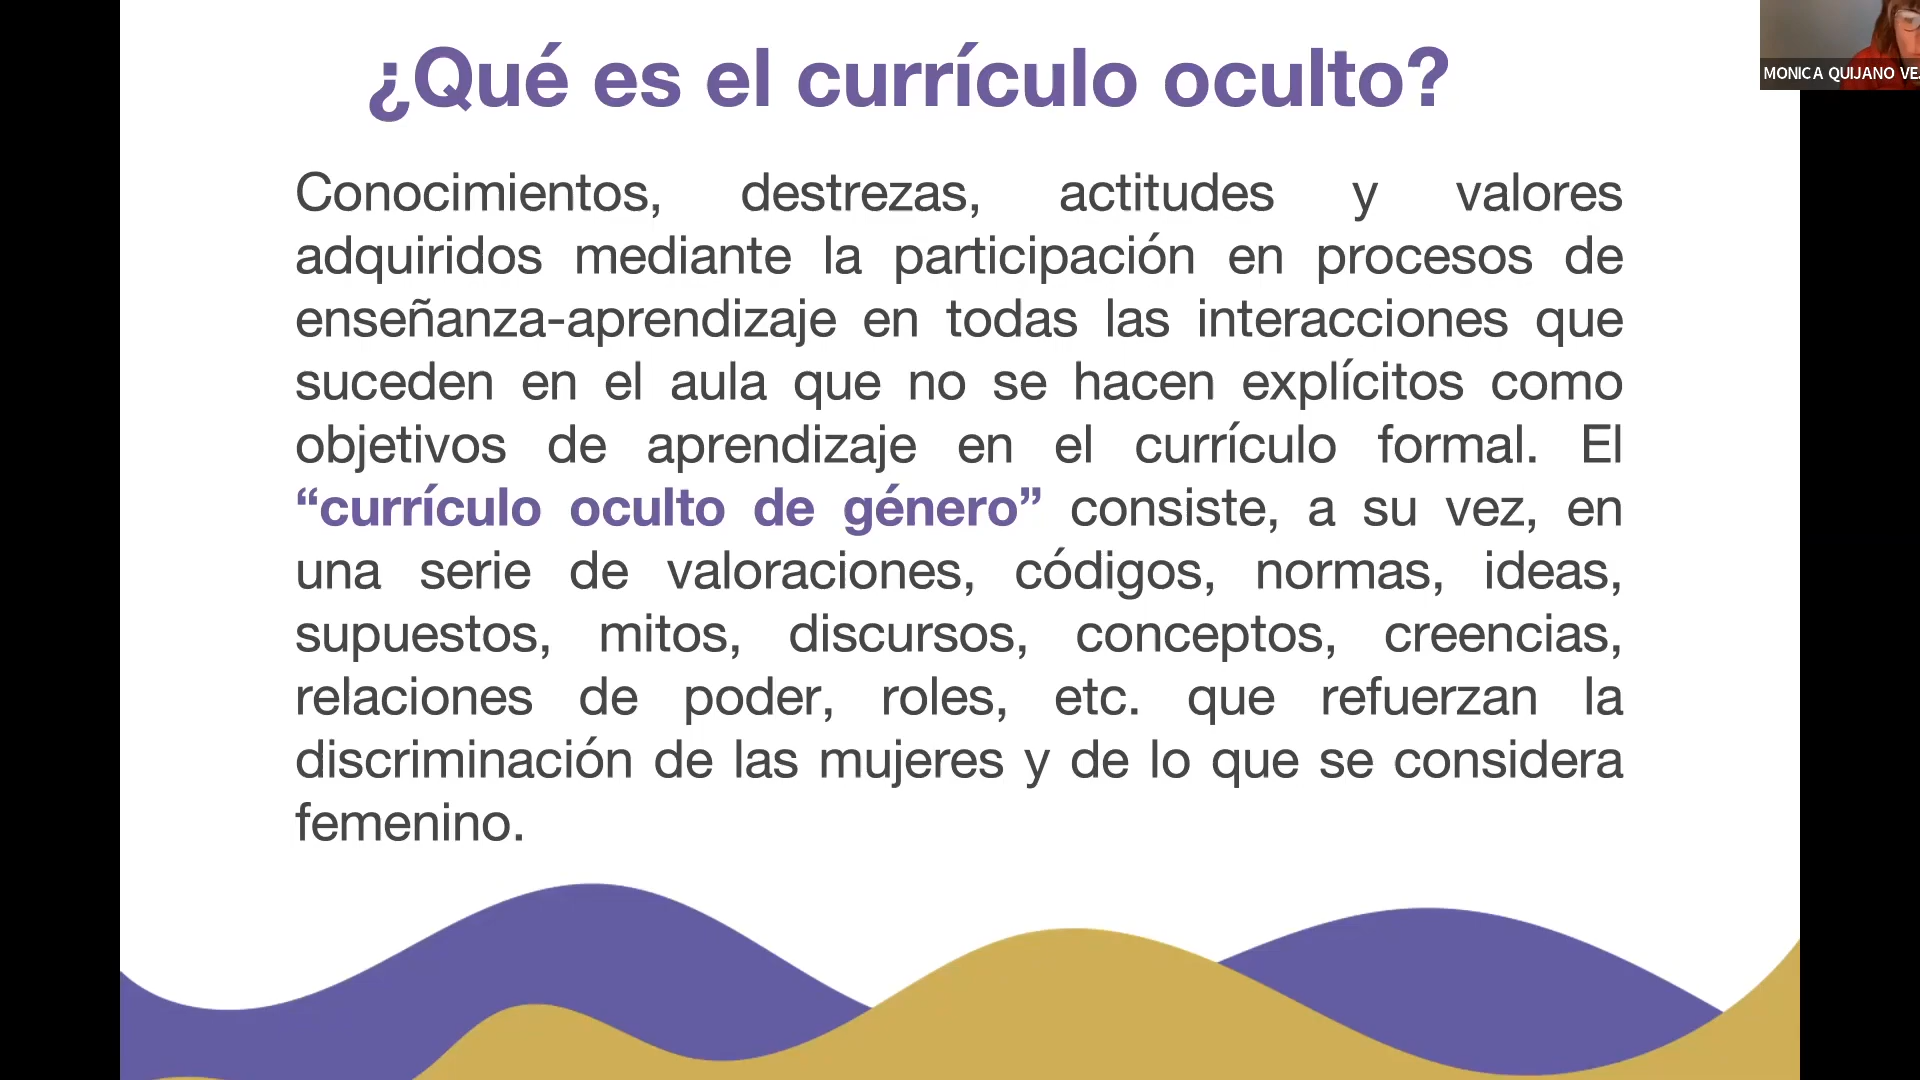 ¿Qué es el currículo oculto?
MONICA QUIJANO VE
Conocimientos, destrezas, actitudes y valores
adquiridos mediante la participación en procesos de
enseñanza-aprendizaje en todas las interacciones que
suceden en el aula que no se hacen explícitos como
objetivos de aprendizaje en el currículo formal. El
“currículo oculto de género” consiste, a su vez, en
una serie de valoraciones, códigos, normas, ideas,
supuestos, mitos, discursos, conceptos, creencias,
relaciones de poder, roles, etc. que refuerzan la
discriminación de las mujeres y de lo que se considera
femenino.